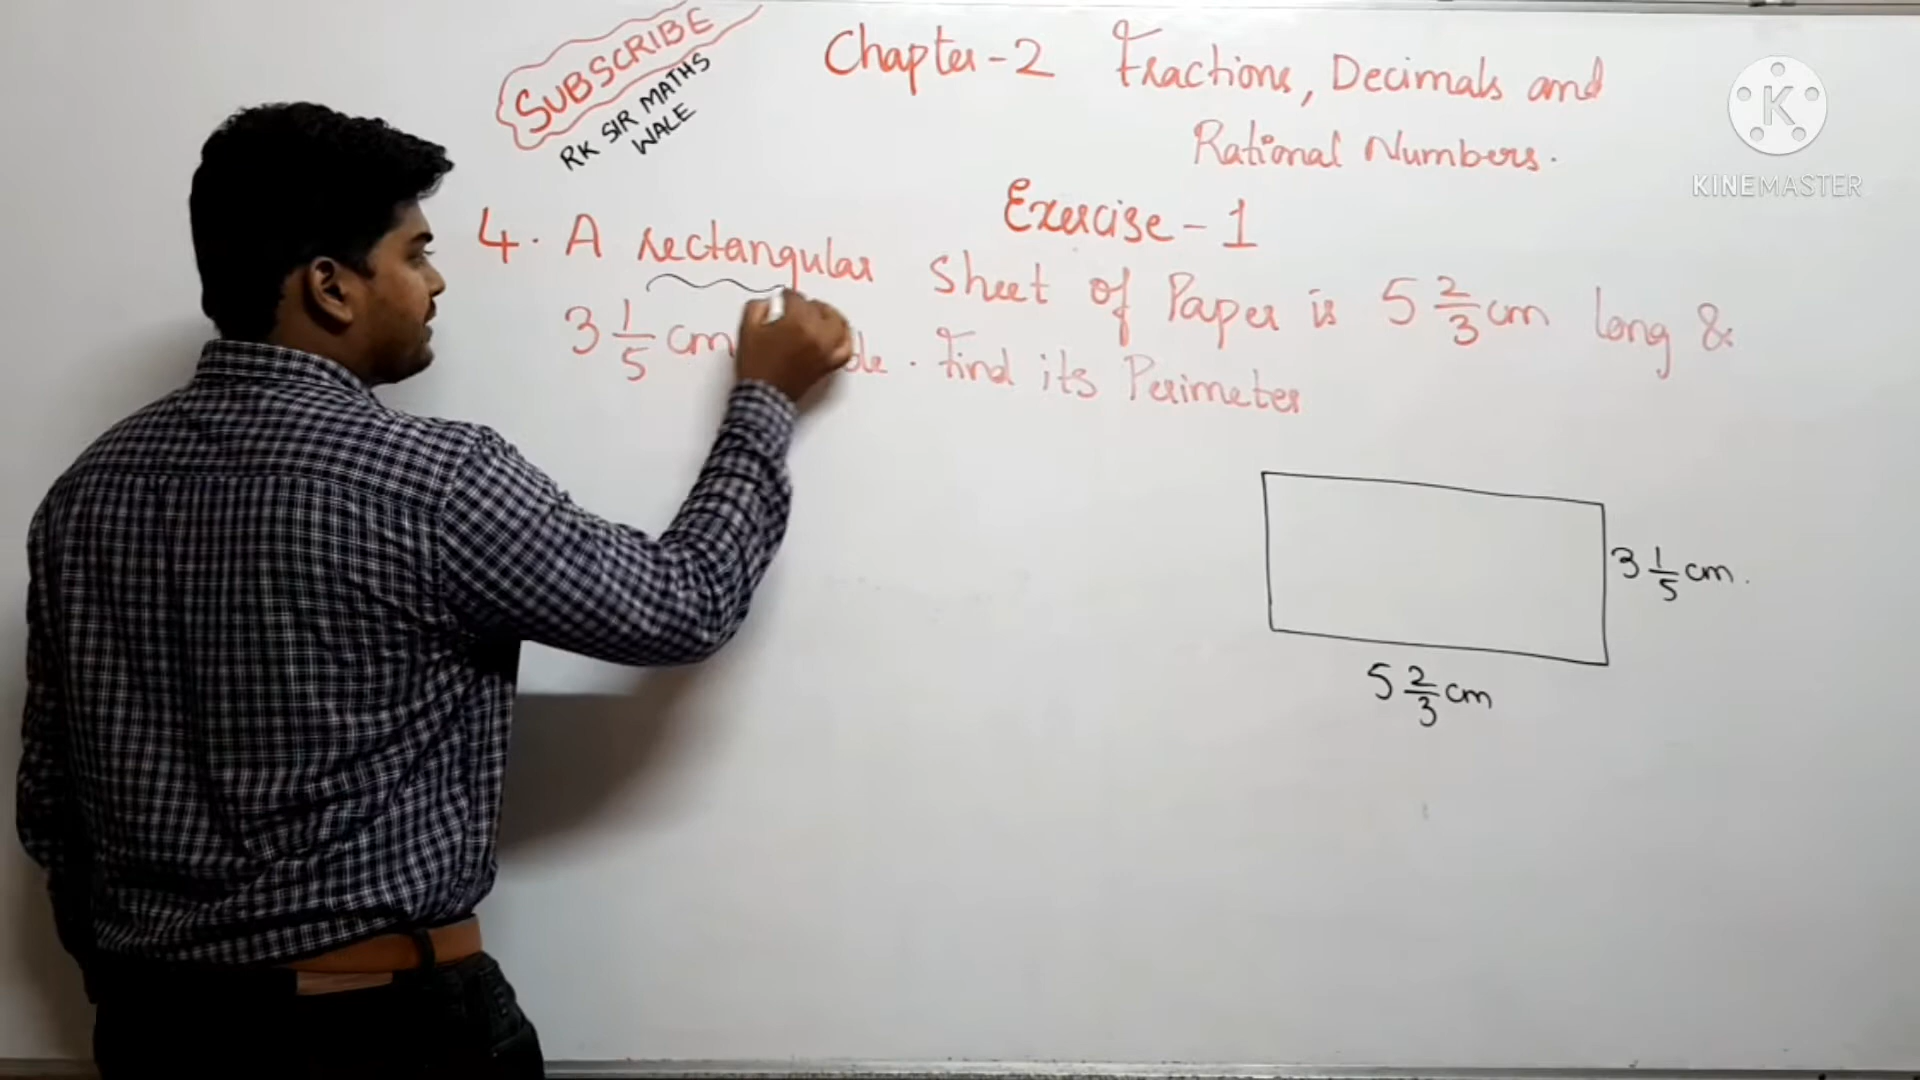 SUBSCRIBE
RK SIR MATHS
WALE
Chapter-2 Fractions, Decimals and
Rational Numbers.
KINEMASTER
Exercise-1
4. A rectangular Sheet of Paper is 5 2/3 cm long &
3 1/5 cm . Find its Perimeter
3 1/5 cm.
5 2/3 cm